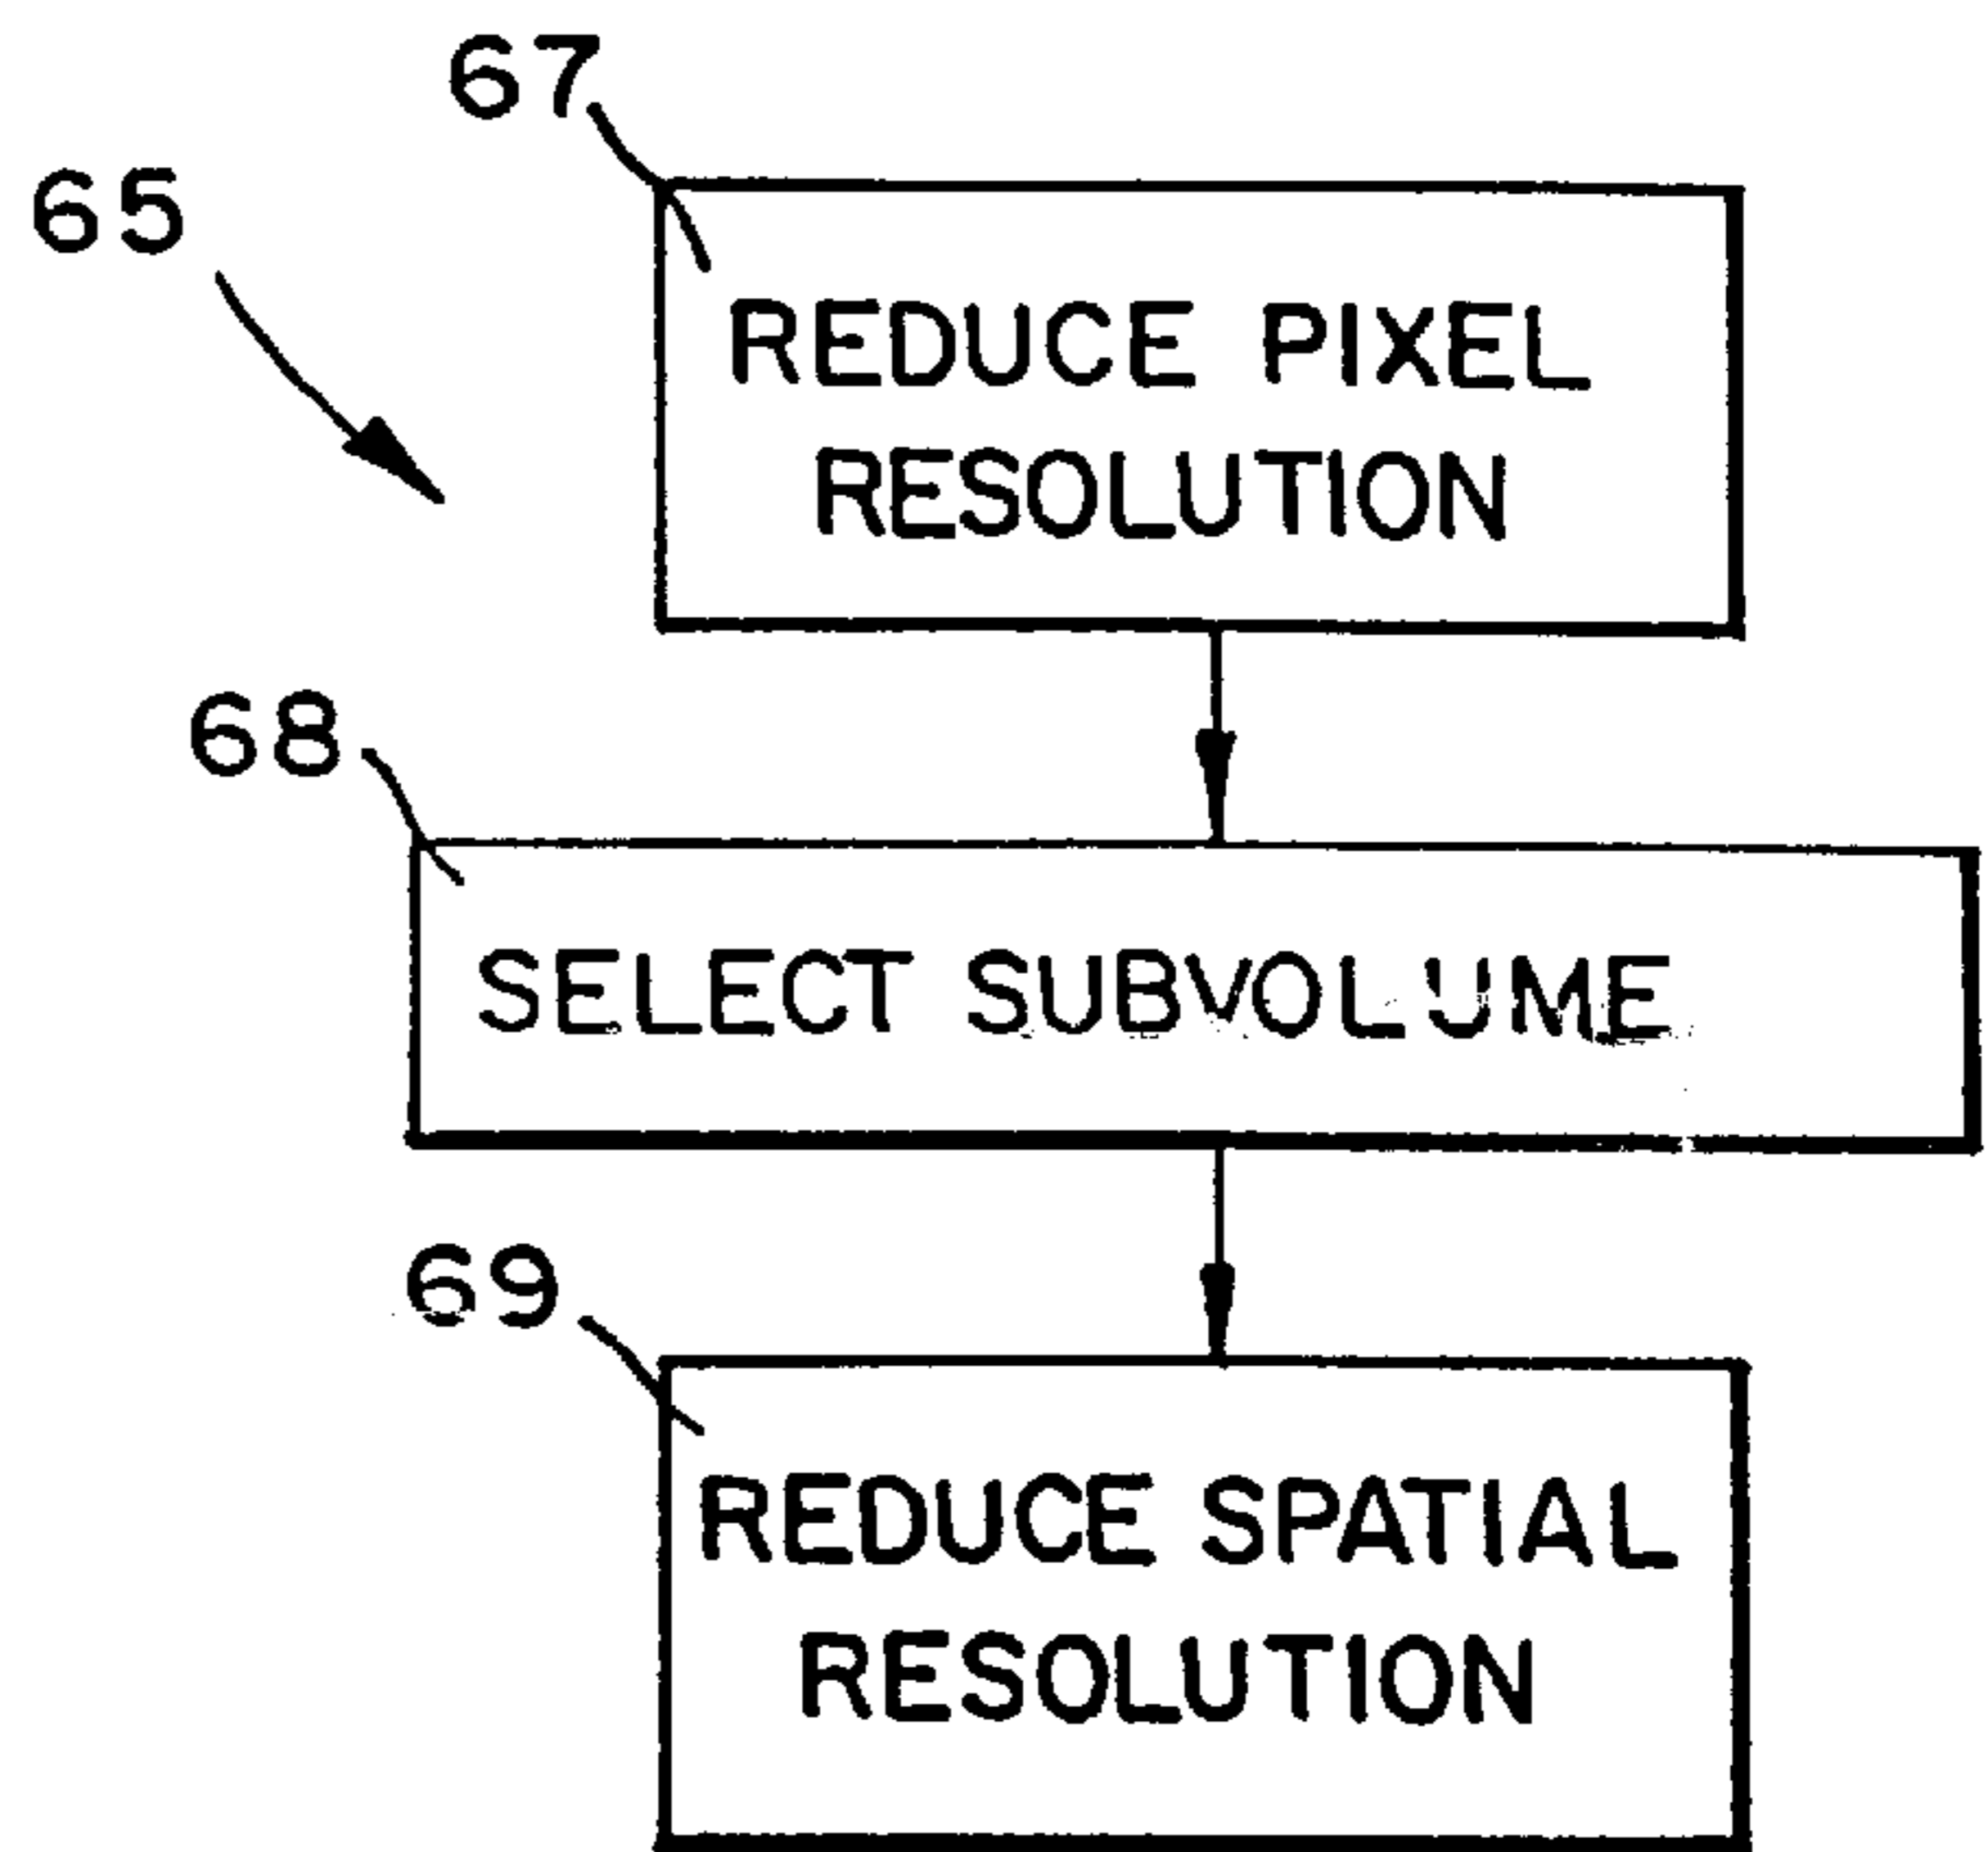 67
65
REDUCE PIXEL
RESOLUTION
68
SELECT SUBVOLUME
69
REDUCE SPATIAL
RESOLUTION